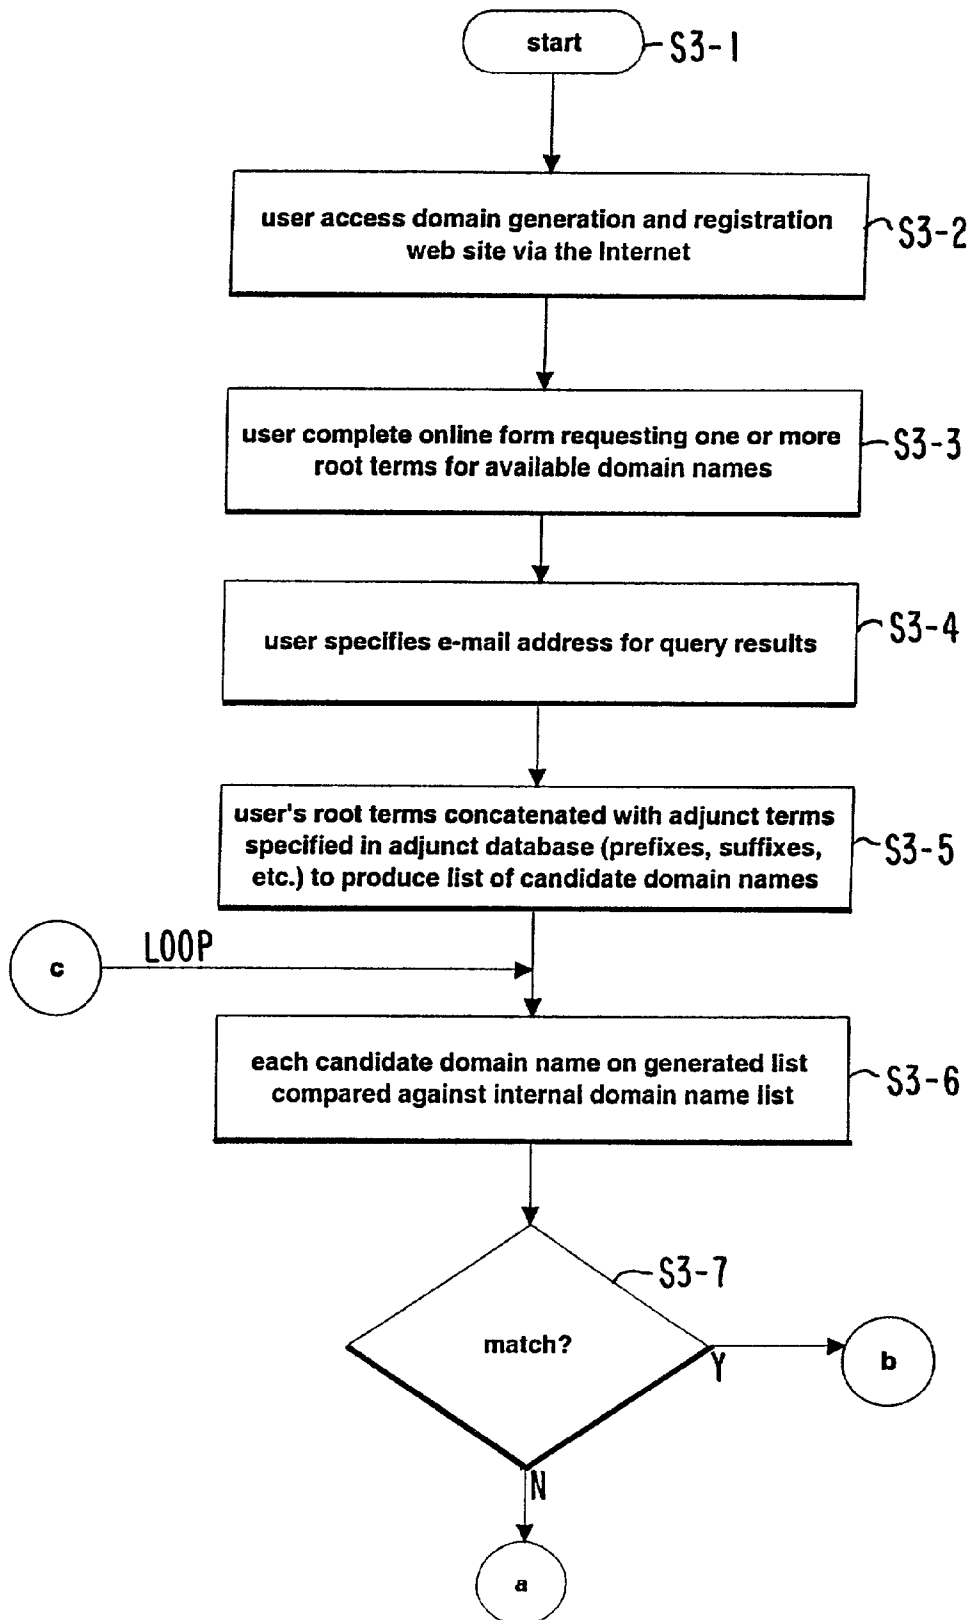 start
S3-1
user access domain generation and registration
web site via the Internet
S3-2
user complete online form requesting one or more
root terms for available domain names
S3-3
user specifies e-mail address for query results
S3-4
user's root terms concatenated with adjunct terms
specified in adjunct database (prefixes, suffixes,
etc.) to produce list of candidate domain names
S3-5
c
LOOP
each candidate domain name on generated list
compared against internal domain name list
S3-6
S3-7
match?
Y
b
N
a